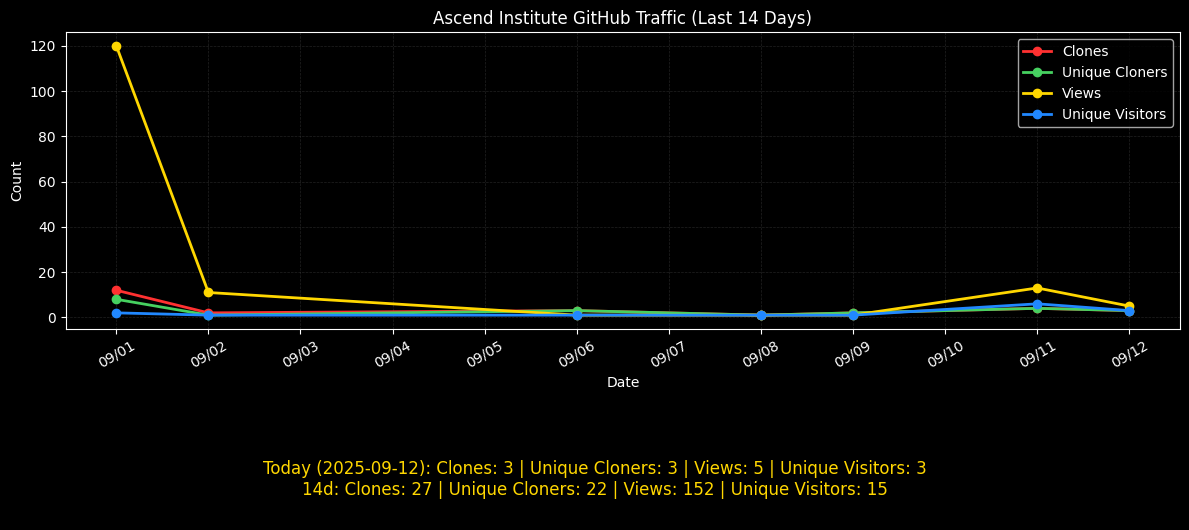 Ascend Institute GitHub Traffic (Last 14 Days)
Clones
Unique Cloners
Views
Unique Visitors
Count
120
100
80
60
40
20
0
09/01
09/02
09/03
09/04
09/05
09/06
09/07
09/08
09/09
09/10
09/11
09/12
Date
Today (2025-09-12): Clones: 3 | Unique Cloners: 3 | Views: 5 | Unique Visitors: 3
14d: Clones: 27 | Unique Cloners: 22 | Views: 152 | Unique Visitors: 15